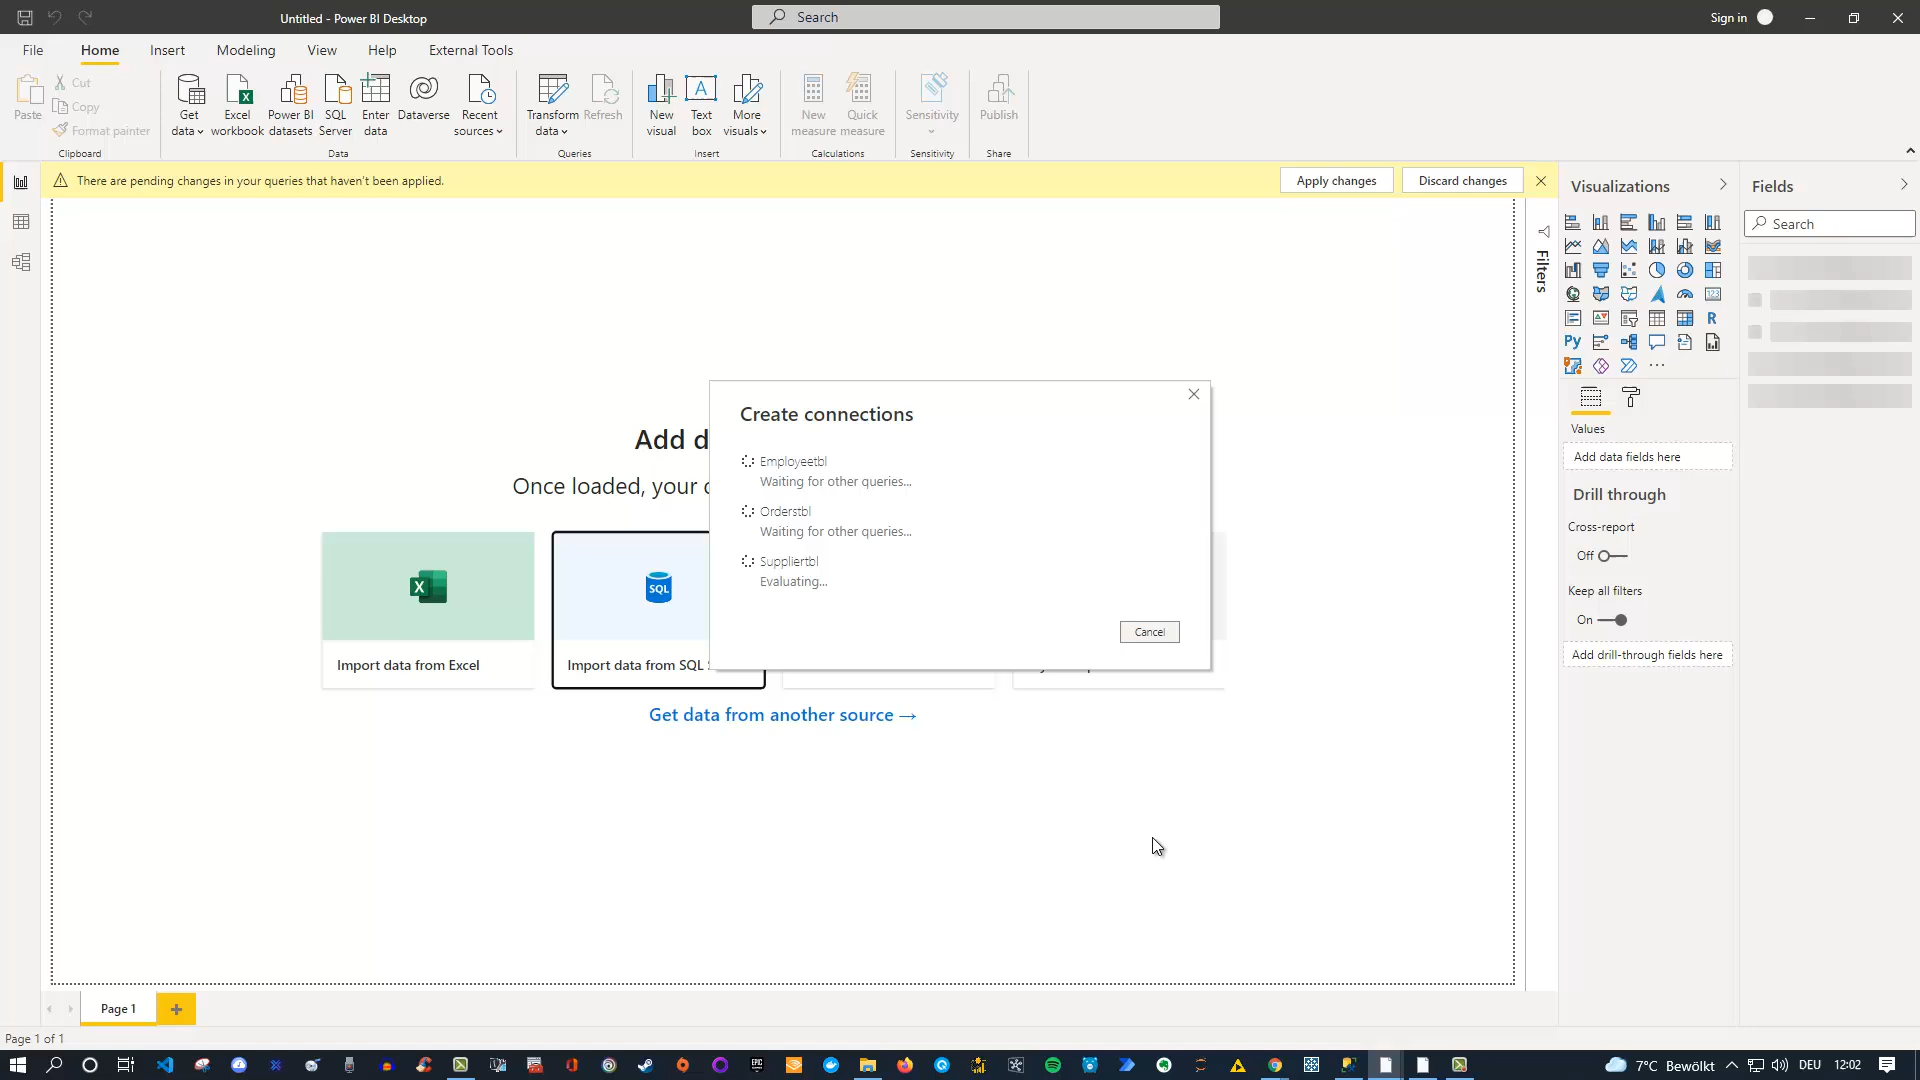 Untitled - Power BI Desktop
Search
Sign in
File
Home
Insert
Modeling
View
Help
External Tools
Paste
Cut
Copy
Format painter
Clipboard
Get data
Excel workbook
Power BI datasets
SQL Server
Enter data
Dataverse
Recent sources
Data
Transform data
Refresh
Queries
New visual
Text box
More visuals
Insert
New measure
Quick measure
Calculations
Sensitivity
Sensitivity
Publish
Share
There are pending changes in your queries that haven't been applied.
Apply changes
Discard changes
Filters
Visualizations
Fields
Search
R
Py
123
Values
Add data fields here
Drill through
Cross-report
Off
Keep all filters
On
Add drill-through fields here
Add d
Once loaded, your
Create connections
Employeetbl
Waiting for other queries...
Orderstbl
Waiting for other queries...
Suppliertbl
Evaluating...
Cancel
SQL
Import data from Excel
Import data from SQL
Get data from another source →
Page 1
Page 1 of 1
EPIC
7°C Bewölkt
DEU
12:02